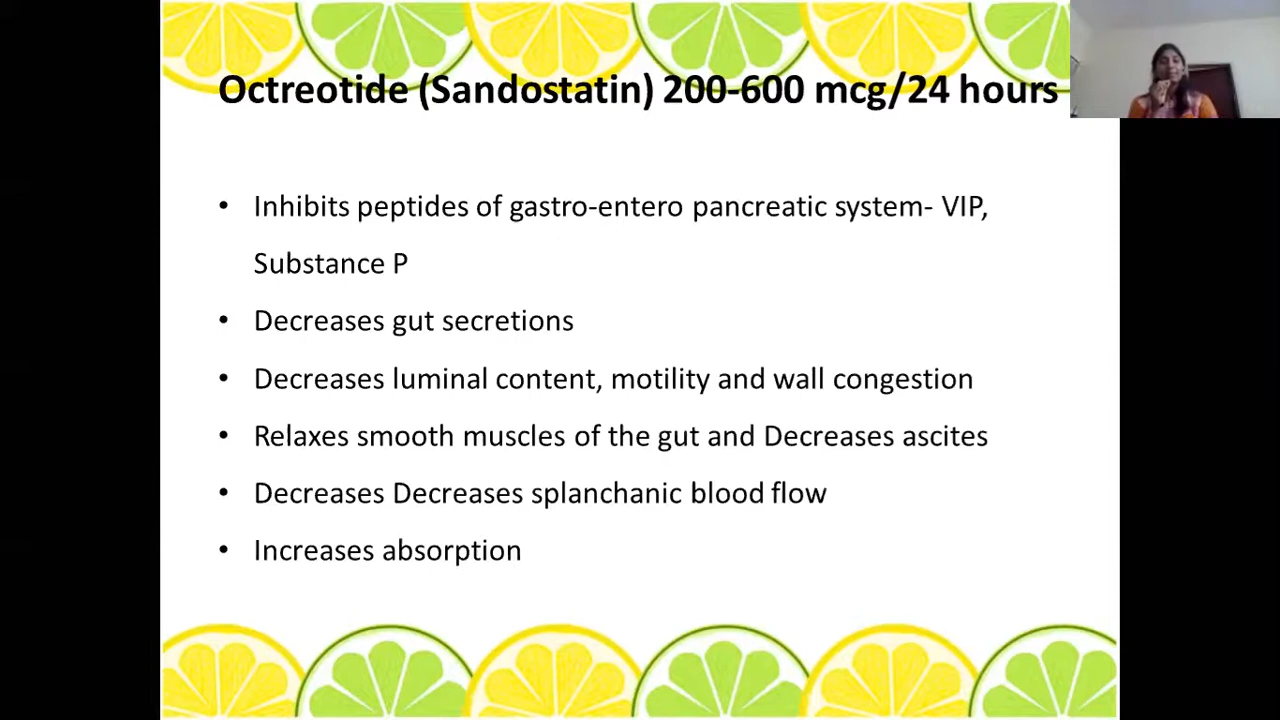 Octreotide (Sandostatin) 200-600 mcg/24 hours
• Inhibits peptides of gastro-entero pancreatic system- VIP,
Substance P
• Decreases gut secretions
• Decreases luminal content, motility and wall congestion
• Relaxes smooth muscles of the gut and Decreases ascites
• Decreases Decreases splanchanic blood flow
• Increases absorption